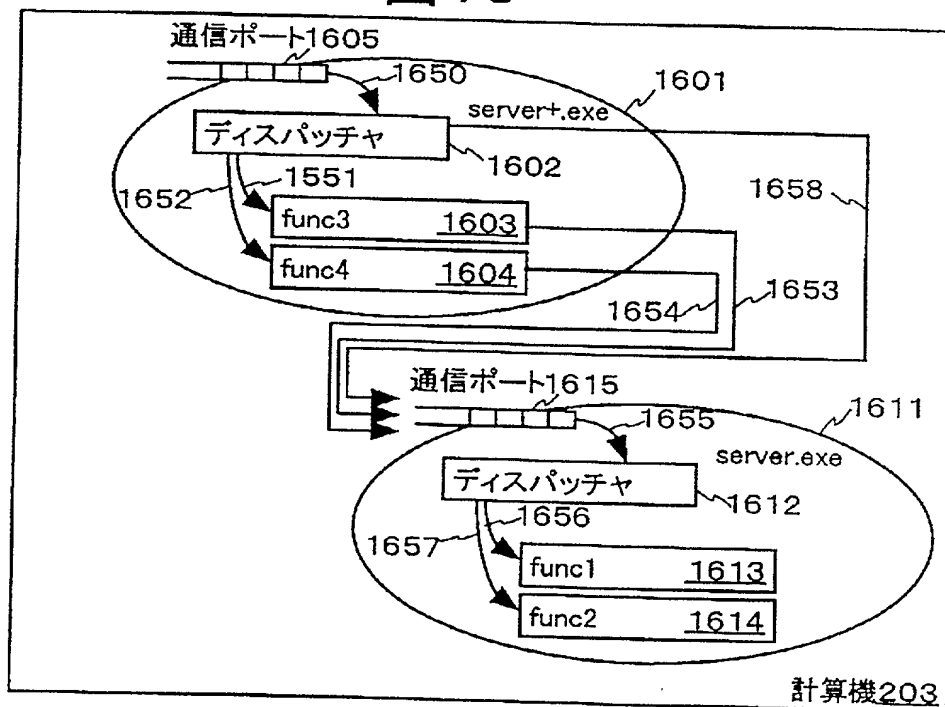 通信ポート1605
1650
1601
server+.exe
ディスパッチャ
1602
1658
1652
1551
func3 1603
func4 1604
1654
1653
通信ポート1615
1655
1611
server.exe
ディスパッチャ
1612
1657
1656
func1 1613
func2 1614
計算機203